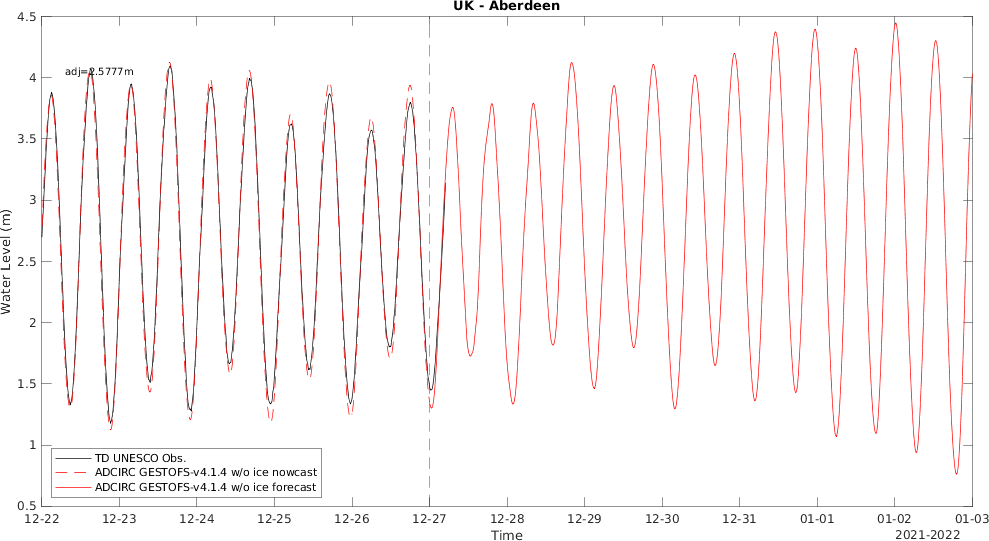 UK - Aberdeen
4.5
4
3.5
3
2.5
2
1.5
1
0.5
Water Level (m)
adj=2.5777m
TD UNESCO Obs.
ADCIRC GESTOFS-v4.1.4 w/o ice nowcast
ADCIRC GESTOFS-v4.1.4 w/o ice forecast
12-22 12-23 12-24 12-25 12-26 12-27 12-28 12-29 12-30 12-31 01-01 01-02 01-03
Time
2021-2022